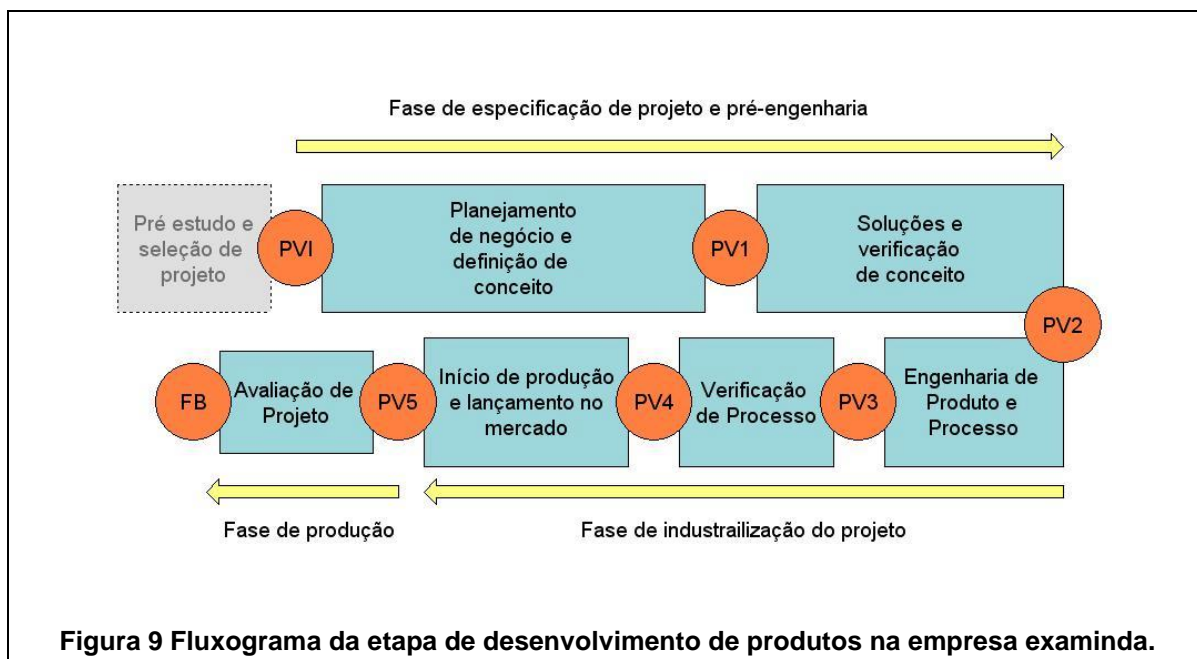 Fase de especificação de projeto e pré-engenharia
Pré estudo e
seleção de
projeto
PVI
Planejamento
de negócio e
definição de
conceito
PV1
Soluções e
verificação
de conceito
PV2
Engenharia de
Produto e
Processo
PV3
Verificação
de Processo
PV4
Início de produção
e lançamento no
mercado
PV5
Avaliação de
Projeto
FB
Fase de produção
Fase de industrailização do projeto
Figura 9 Fluxograma da etapa de desenvolvimento de produtos na empresa examinda.